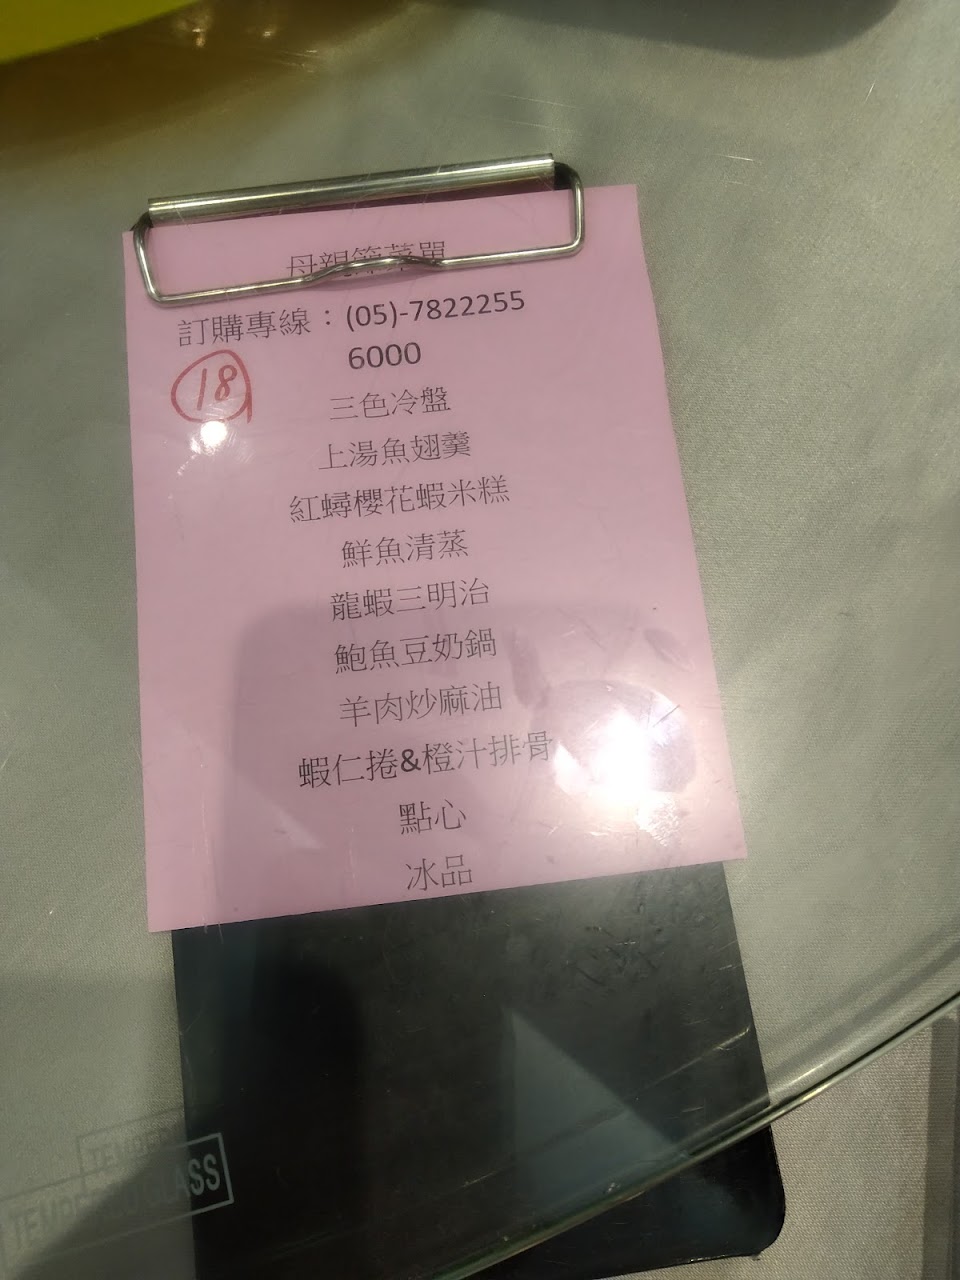 母親節菜單
訂購專線：(05)-7822255
6000
18
三色冷盤
上湯魚翅羹
紅蟳櫻花蝦米糕
鮮魚清蒸
龍蝦三明治
鮑魚豆奶鍋
羊肉炒麻油
蝦仁捲&橙汁排骨
點心
冰品
TEMPERED GLASS